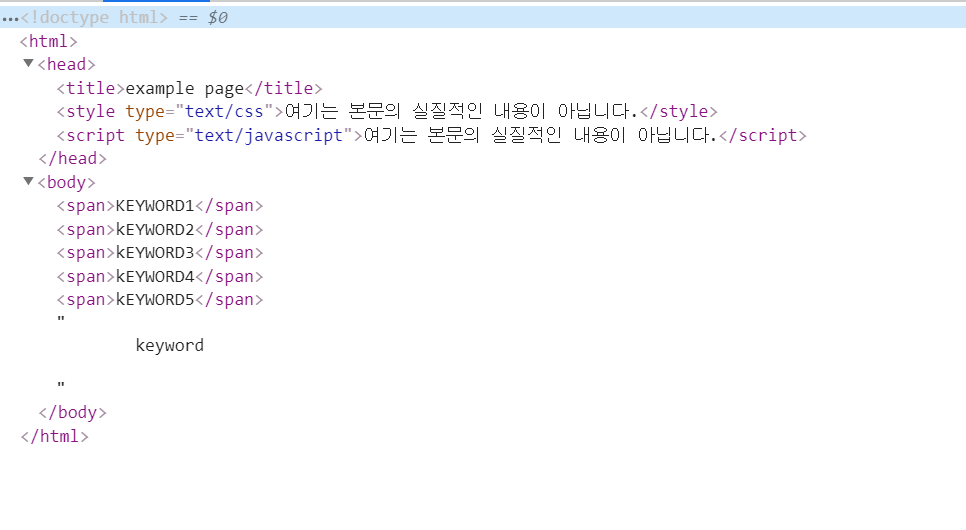 …<!doctype html> == $0
<html>
▼<head>
<title>example page</title>
<style type="text/css">여기는 본문의 실질적인 내용이 아닙니다.</style>
<script type="text/javascript">여기는 본문의 실질적인 내용이 아닙니다.</script>
</head>
▼<body>
<span>KEYWORD1</span>
<span>kEYWORD2</span>
<span>kEYWORD3</span>
<span>kEYWORD4</span>
<span>kEYWORD5</span>
"
keyword
"
</body>
</html>